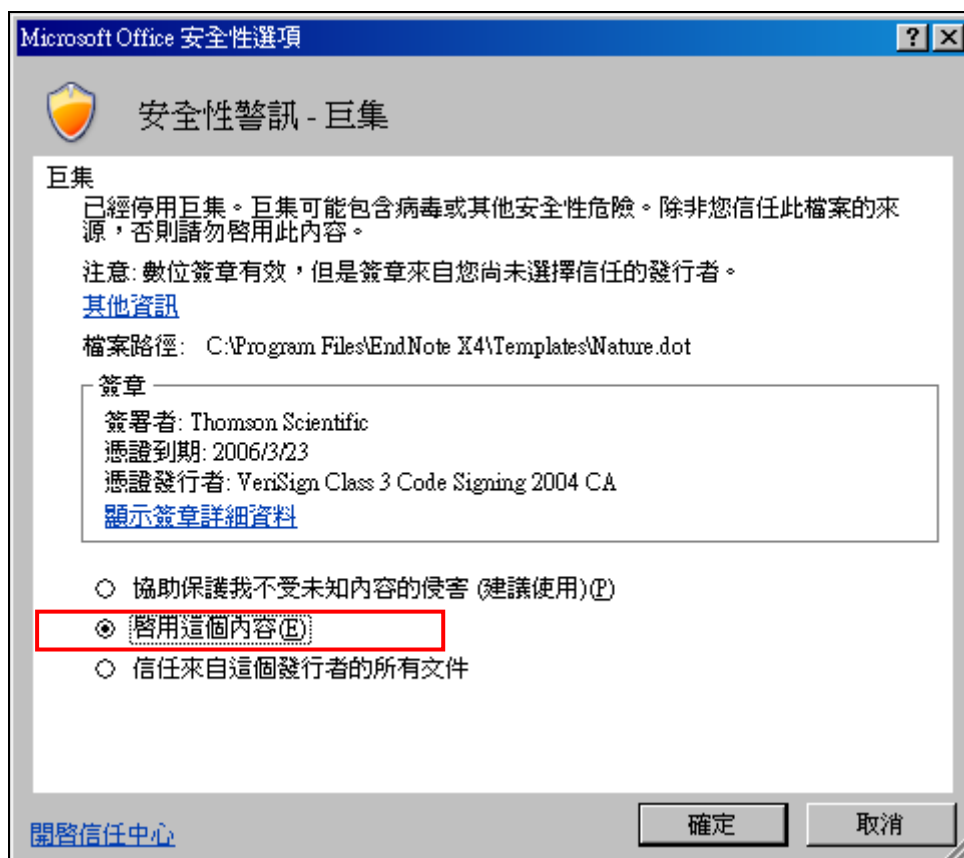 Microsoft Office 安全性選項
安全性警訊 - 巨集
巨集
已經停用巨集。巨集可能包含病毒或其他安全性危險。除非您信任此檔案的來
源，否則請勿啓用此內容。
注意: 數位簽章有效，但是簽章來自您尚未選擇信任的發行者。
其他資訊
檔案路徑: C:\Program Files\EndNote X4\Templates\Nature.dot
簽章
簽署者: Thomson Scientific
憑證到期: 2006/3/23
憑證發行者: VeriSign Class 3 Code Signing 2004 CA
顯示簽章詳細資料
協助保護我不受未知內容的侵害 (建議使用)(P)
啓用這個內容(E)
信任來自這個發行者的所有文件
開啓信任中心
確定
取消